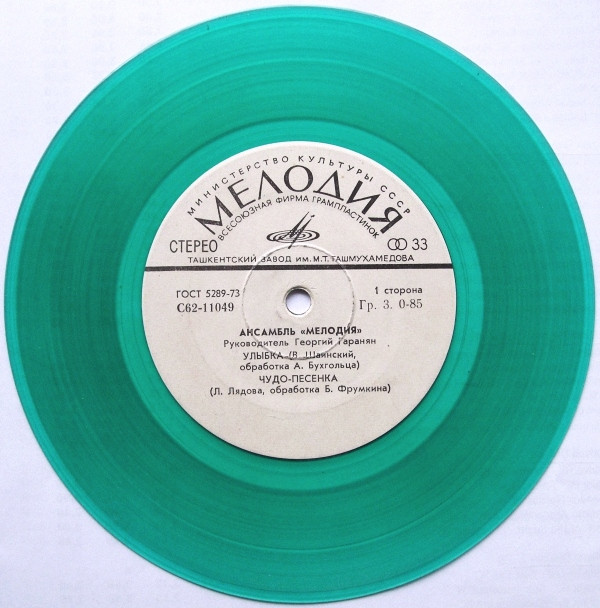 МИНИСТЕРСТВО КУЛЬТУРЫ СССР
МЕЛОДИЯ
ВСЕСОЮЗНАЯ ФИРМА ГРАМПЛАСТИНОК
СТЕРЕО 33
ТАШКЕНТСКИЙ ЗАВОД ИМ. М.Т. ТАШМУХАМЕДОВА
ГОСТ 5289-73 1 сторона
С62-11049 Гр. 3. 0-85
АНСАМБЛЬ «МЕЛОДИЯ»
Руководитель Георгий Гаранян
УЛЫБКА (В. Шаинский,
обработка А. Бухгольца)
ЧУДО-ПЕСЕНКА
(Л. Лядова, обработка Б. Фрумкина)